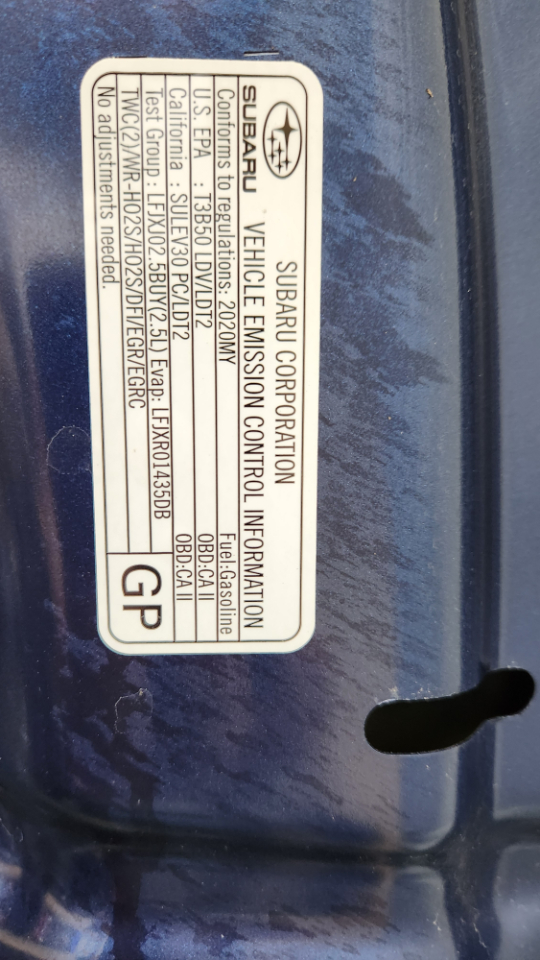 SUBARU CORPORATION
SUBARU VEHICLE EMISSION CONTROL INFORMATION
Conforms to regulations: 2020MY Fuel:Gasoline
U.S. EPA : T3B50 LDV/LDT2 OBD:CA II
California : SULEV30 PC/LDT2 OBD:CA II
Test Group : LFJXJ02.5BUY(2.5L) Evap: LFJXR01435DB
TWC(2)/WR-HO2S/HO2S/DFI/EGR/EGRC
No adjustments needed.
GP